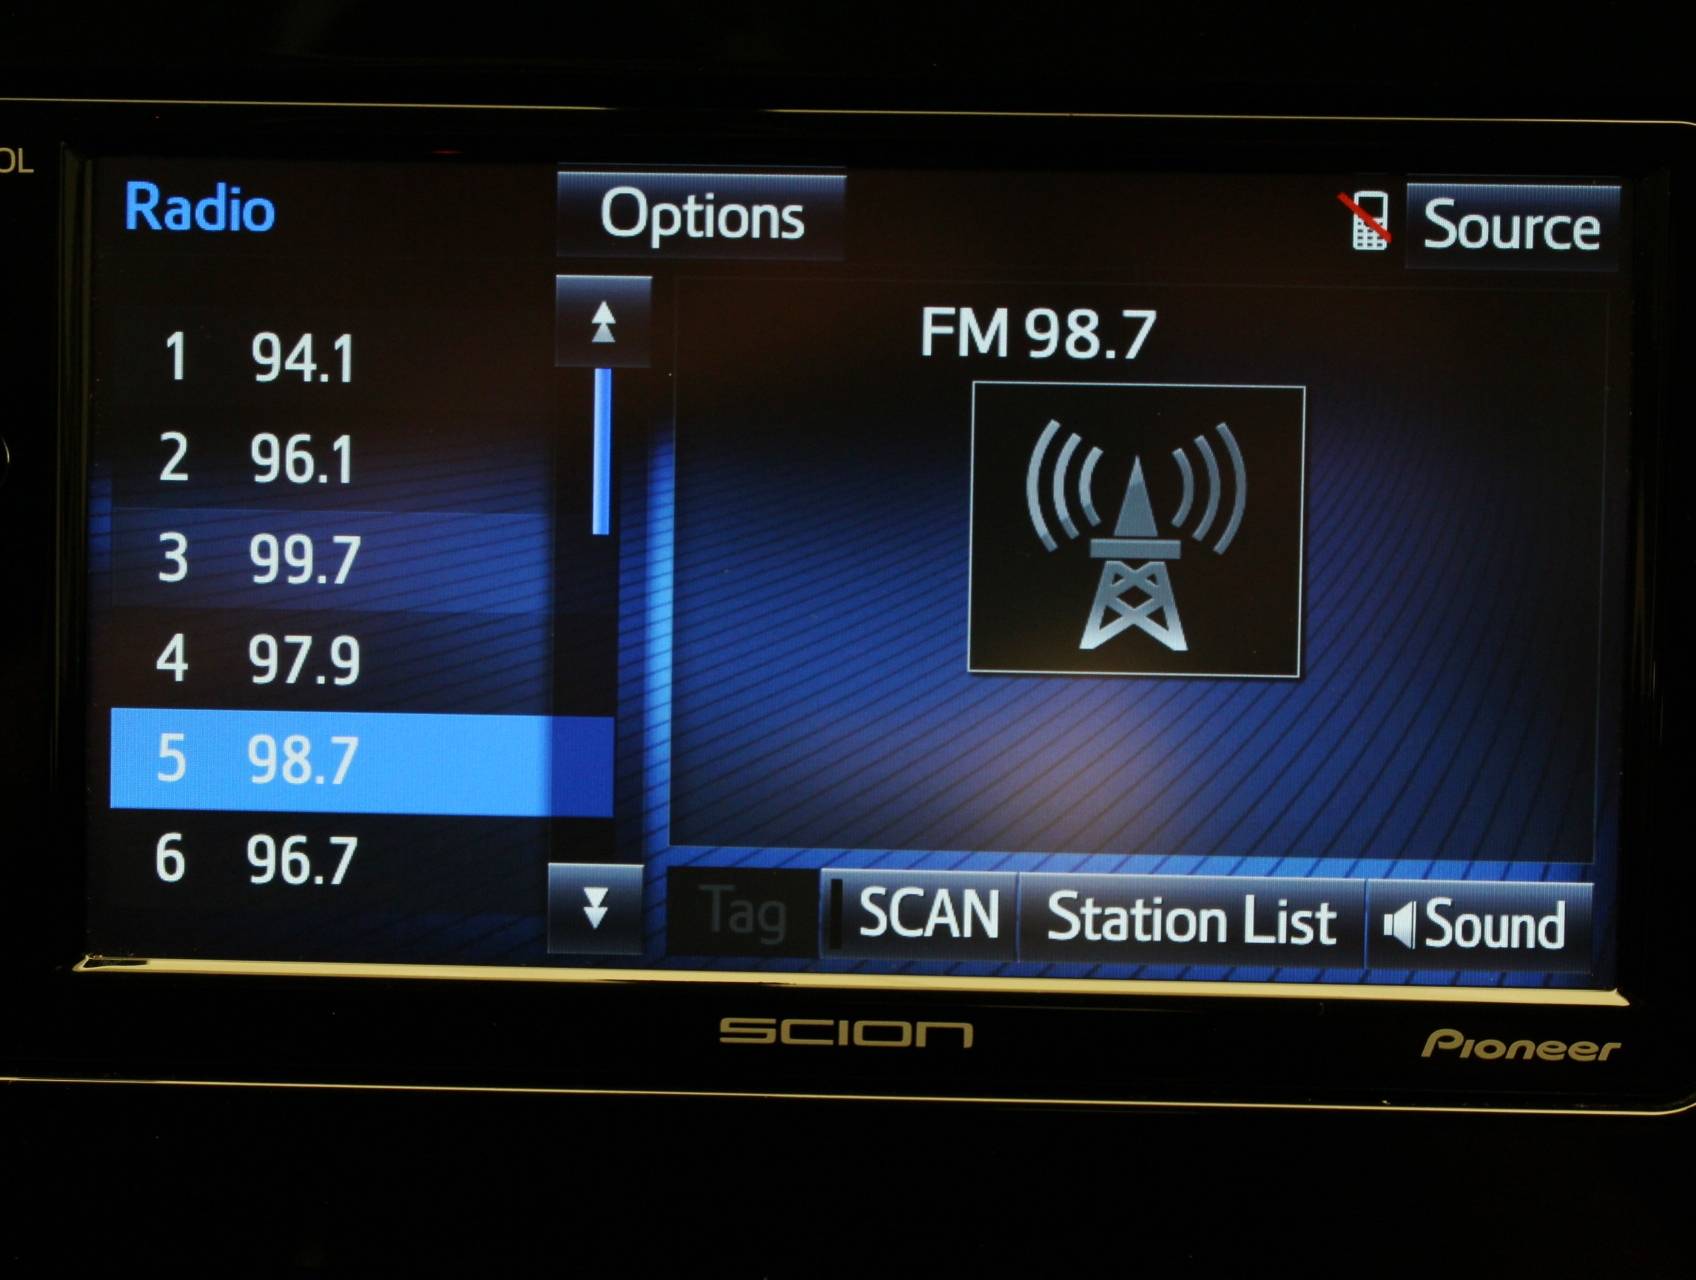 OL
Radio
Options
Source
1 94.1
2 96.1
3 99.7
4 97.9
5 98.7
6 96.7
FM 98.7
Tag
SCAN
Station List
Sound
SCION
Pioneer